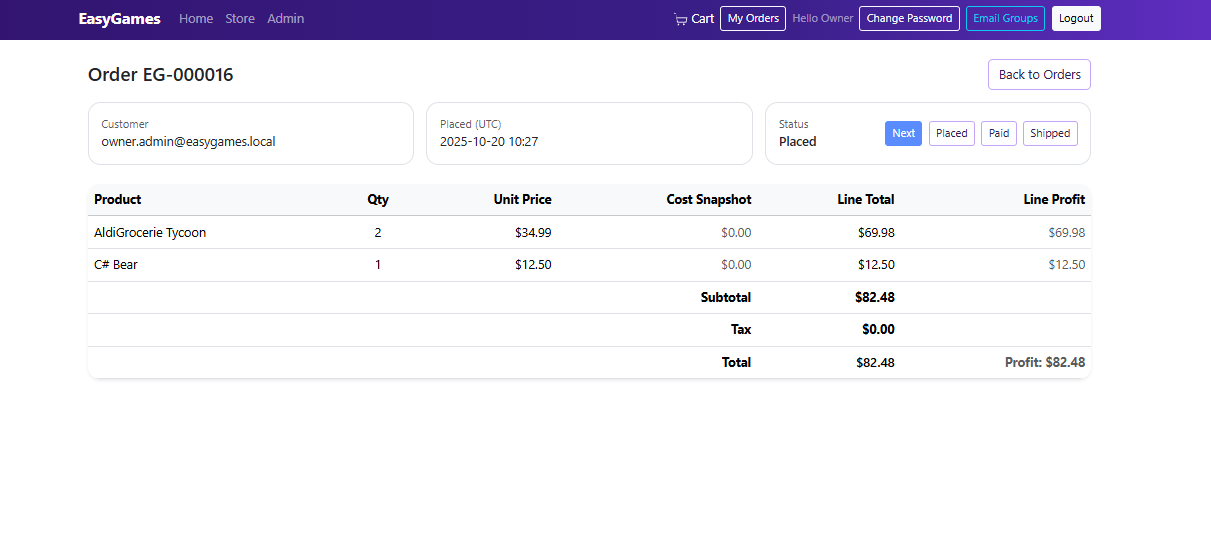 EasyGames Home Store Admin Cart My Orders Hello Owner Change Password Email Groups Logout
Order EG-000016 Back to Orders
Customer
owner.admin@easygames.local
Placed (UTC)
2025-10-20 10:27
Status
Placed
Next Placed Paid Shipped
Product Qty Unit Price Cost Snapshot Line Total Line Profit
AldiGrocerie Tycoon 2 $34.99 $0.00 $69.98 $69.98
C# Bear 1 $12.50 $0.00 $12.50 $12.50
Subtotal $82.48
Tax $0.00
Total $82.48 Profit: $82.48